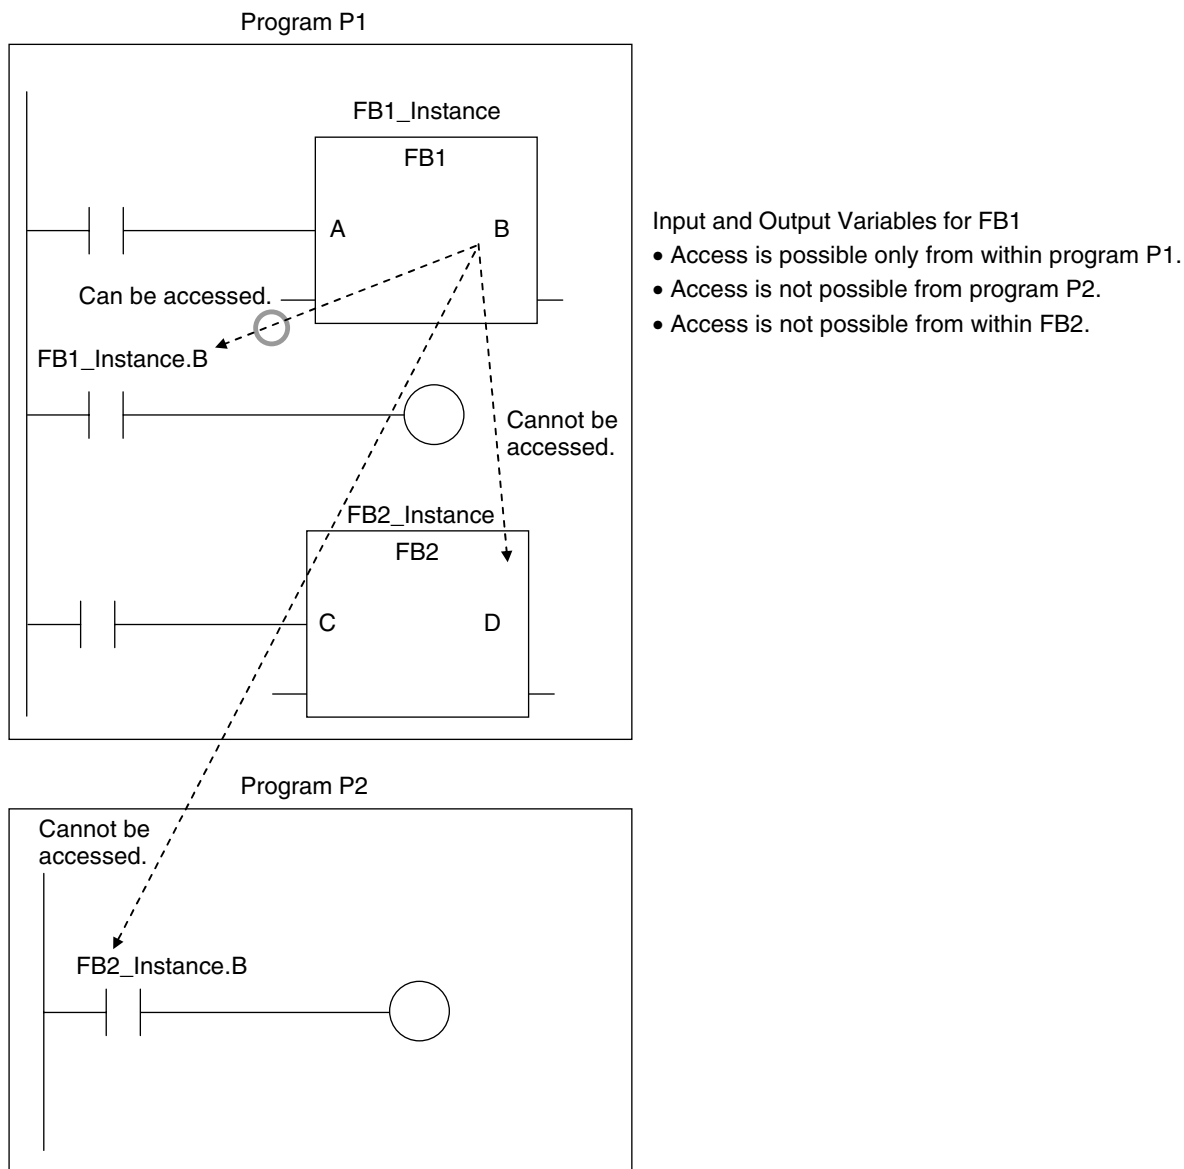 Program P1
FB1_Instance
FB1
A
B
Can be accessed.
FB1_Instance.B
Cannot be
accessed.
FB2_Instance
FB2
C
D
Input and Output Variables for FB1
• Access is possible only from within program P1.
• Access is not possible from program P2.
• Access is not possible from within FB2.
Program P2
Cannot be
accessed.
FB2_Instance.B